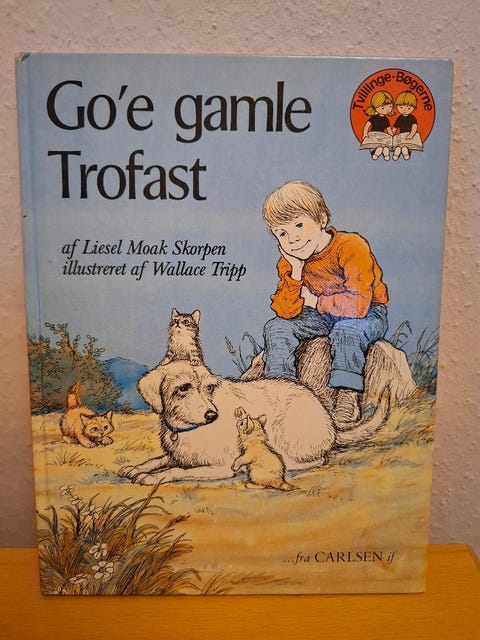 Go'e gamle
Trofast
Tvillinge-Bøgerne
af Liesel Moak Skorpen
illustreret af Wallace Tripp
...fra CARLSEN if